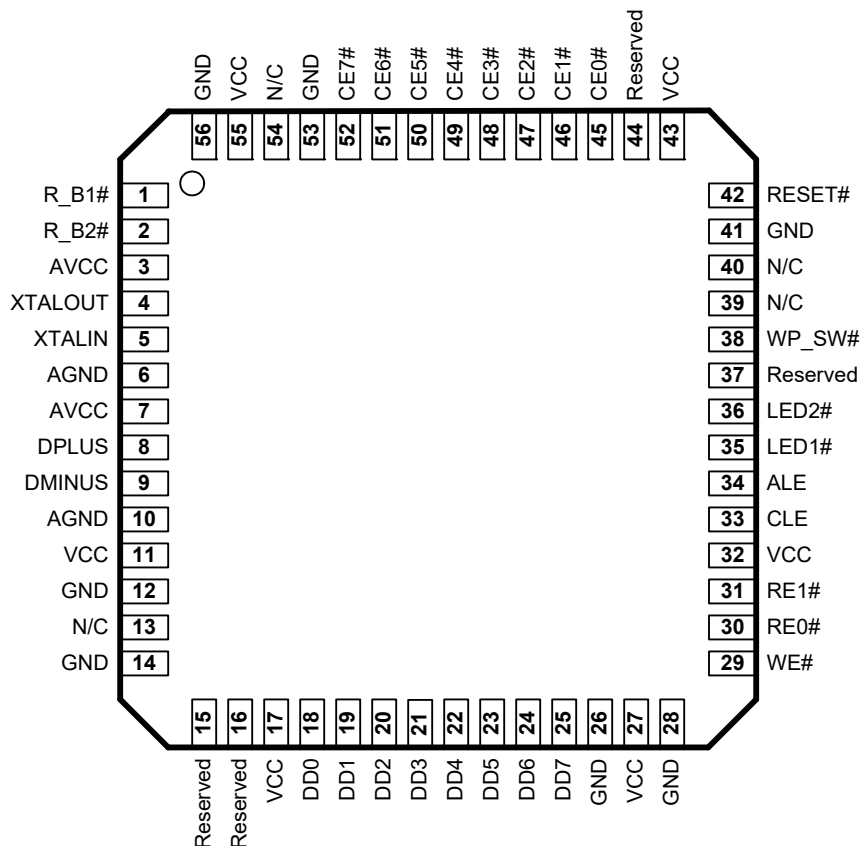 GND VCC N/C GND CE7# CE6# CE5# CE4# CE3# CE2# CE1# CE0# Reserved VCC
56 55 54 53 52 51 50 49 48 47 46 45 44 43
R_B1# 1 42 RESET#
R_B2# 2 41 GND
AVCC 3 40 N/C
XTALOUT 4 39 N/C
XTALIN 5 38 WP_SW#
AGND 6 37 Reserved
AVCC 7 36 LED2#
DPLUS 8 35 LED1#
DMINUS 9 34 ALE
AGND 10 33 CLE
VCC 11 32 VCC
GND 12 31 RE1#
N/C 13 30 RE0#
GND 14 29 WE#
15 16 17 18 19 20 21 22 23 24 25 26 27 28
Reserved Reserved VCC DD0 DD1 DD2 DD3 DD4 DD5 DD6 DD7 GND VCC GND